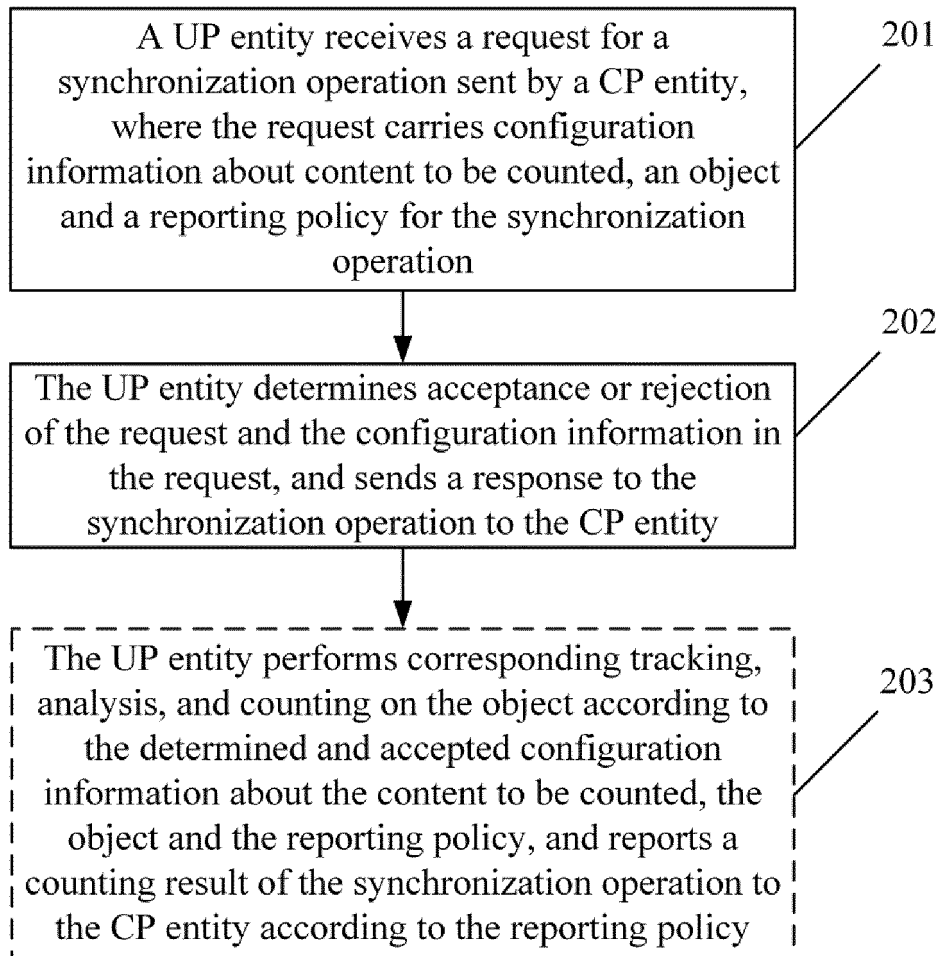 A UP entity receives a request for a
synchronization operation sent by a CP entity,
where the request carries configuration
information about content to be counted, an object
and a reporting policy for the synchronization
operation
201
The UP entity determines acceptance or rejection
of the request and the configuration information in
the request, and sends a response to the
synchronization operation to the CP entity
202
The UP entity performs corresponding tracking,
analysis, and counting on the object according to
the determined and accepted configuration
information about the content to be counted, the
object and the reporting policy, and reports a
counting result of the synchronization operation to
the CP entity according to the reporting policy
203